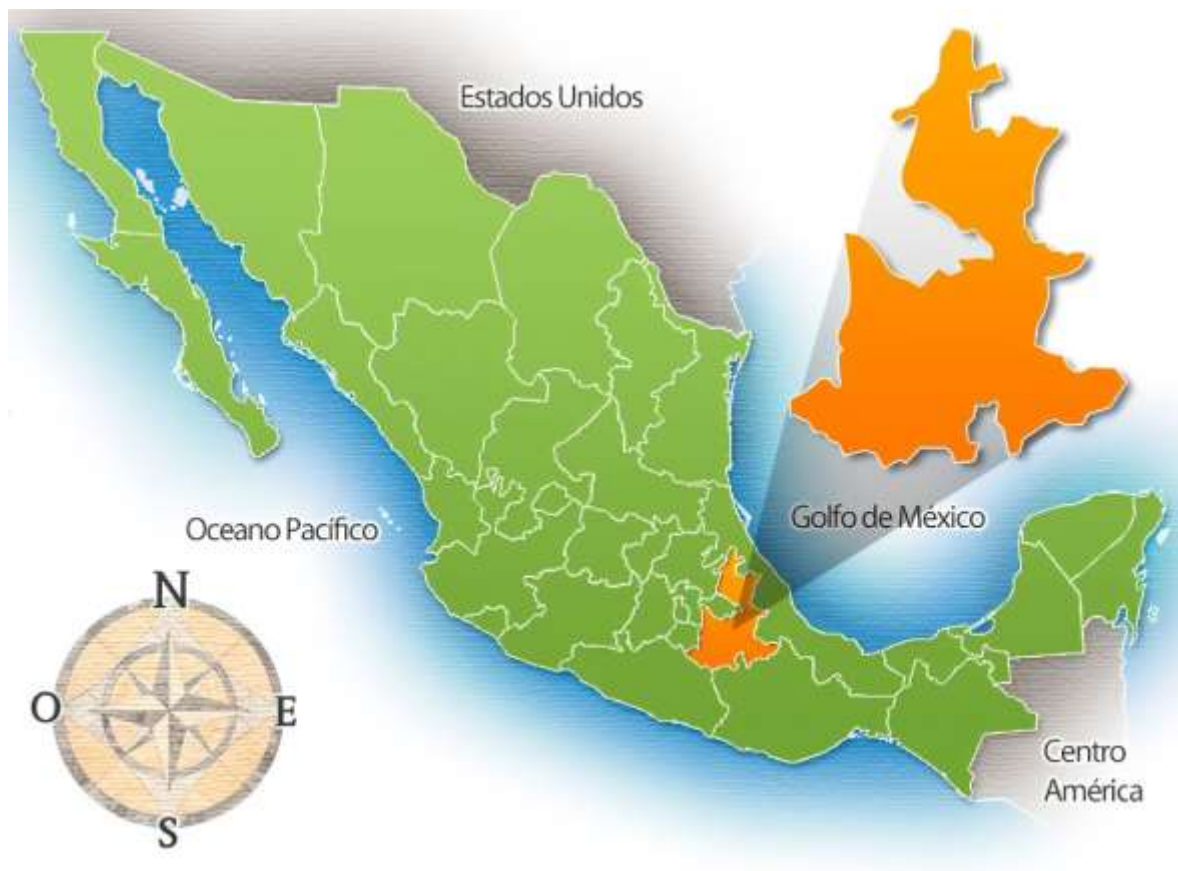 Estados Unidos
Golfo de México
Oceano Pacífico
N
O
E
S
Centro
América